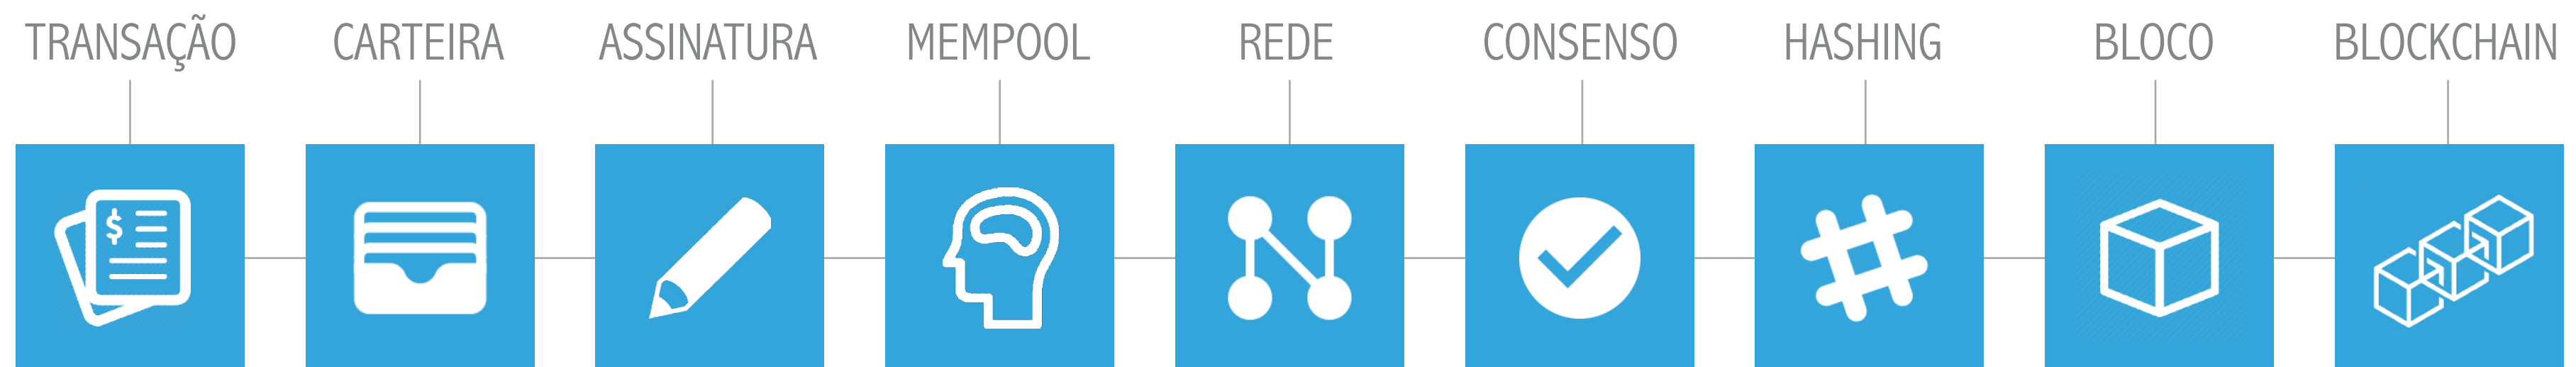 TRANSAÇÃO CARTEIRA ASSINATURA MEMPOOL REDE CONSENSO HASHING BLOCO BLOCKCHAIN
$